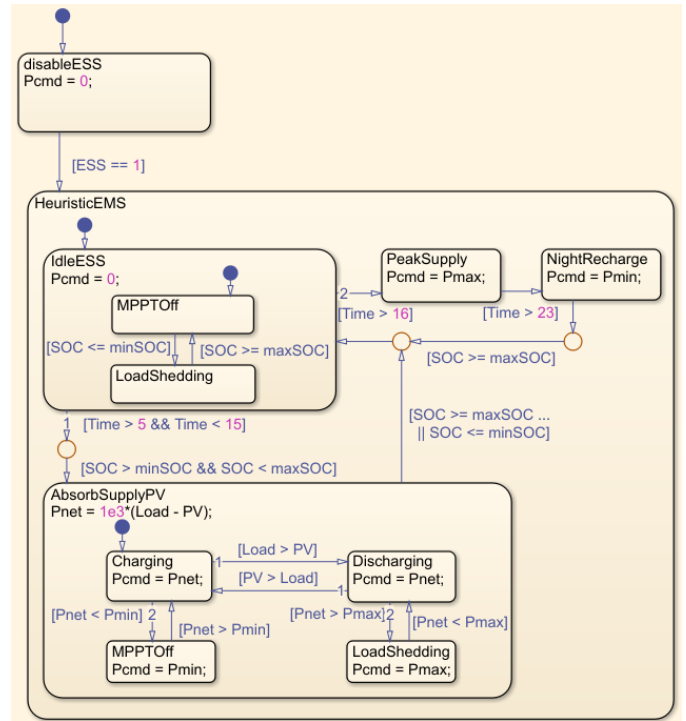 disableESS
Pcmd = 0;
[ESS == 1]
HeuristicEMS
IdleESS
Pcmd = 0;
MPPTOff
[SOC <= minSOC]
[SOC >= maxSOC]
LoadShedding
2
[Time > 16]
PeakSupply
Pcmd = Pmax;
[Time > 23]
NightRecharge
Pcmd = Pmin;
[SOC >= maxSOC]
1
[Time > 5 && Time < 15]
[SOC > minSOC && SOC < maxSOC]
[SOC >= maxSOC ...
|| SOC <= minSOC]
AbsorbSupplyPV
Pnet = 1e3*(Load - PV);
Charging
Pcmd = Pnet;
1
[Load > PV]
[PV > Load]
1
Discharging
Pcmd = Pnet;
[Pnet < Pmin]
2
[Pnet > Pmin]
[Pnet > Pmax]
2
[Pnet < Pmax]
MPPTOff
Pcmd = Pmin;
LoadShedding
Pcmd = Pmax;